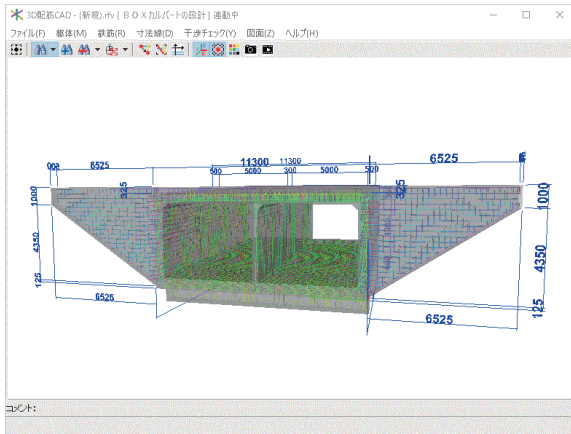 3D配筋CAD - (新規).rfv [ ＢＯＸカルバートの設計 ] 連動中
ファイル(F) 躯体(M) 鉄筋(R) 寸法線(D) 干渉チェック(Y) 図面(Z) ヘルプ(H)
11300 11300
6525 6525
500 5000 300 5000 500
1000 325 325 1000
4350 4350
125 125
6525 6525
コメント: